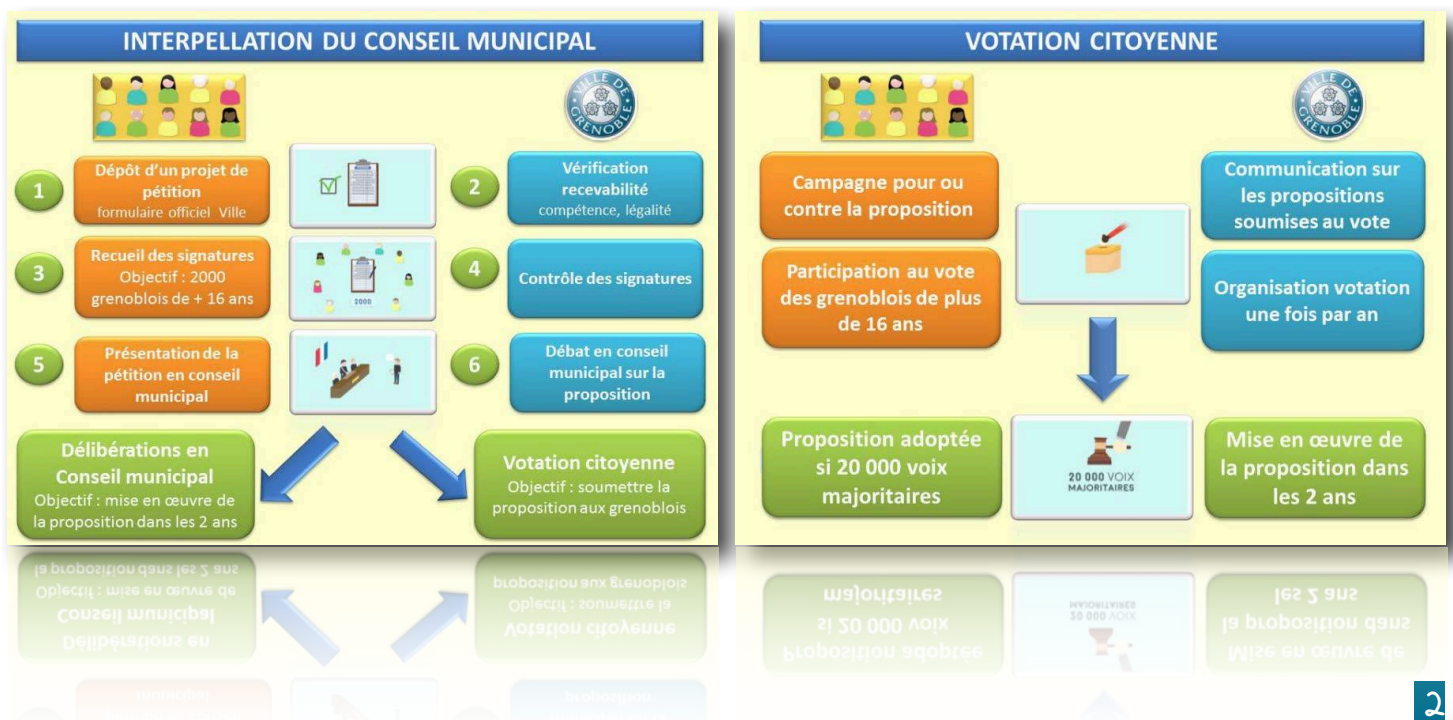 INTERPELLATION DU CONSEIL MUNICIPAL
VILLE DE
GRENOBLE
1
Dépôt d'un projet de
pétition
formulaire officiel Ville
2
Vérification
recevabilité
compétence, légalité
3
Recueil des signatures
Objectif : 2000
grenoblois de + 16 ans
2000
4
Contrôle des signatures
5
Présentation de la
pétition en conseil
municipal
6
Débat en conseil
municipal sur la
proposition
Délibérations en
Conseil municipal
Objectif : mise en œuvre de
la proposition dans les 2 ans
Votation citoyenne
Objectif : soumettre la
proposition aux grenoblois
VOTATION CITOYENNE
VILLE DE
GRENOBLE
Campagne pour ou
contre la proposition
Communication sur
les propositions
soumises au vote
Participation au vote
des grenoblois de plus
de 16 ans
Organisation votation
une fois par an
Proposition adoptée
si 20 000 voix
majoritaires
20 000 VOIX
MAJORITAIRES
Mise en œuvre de
la proposition dans
les 2 ans
2